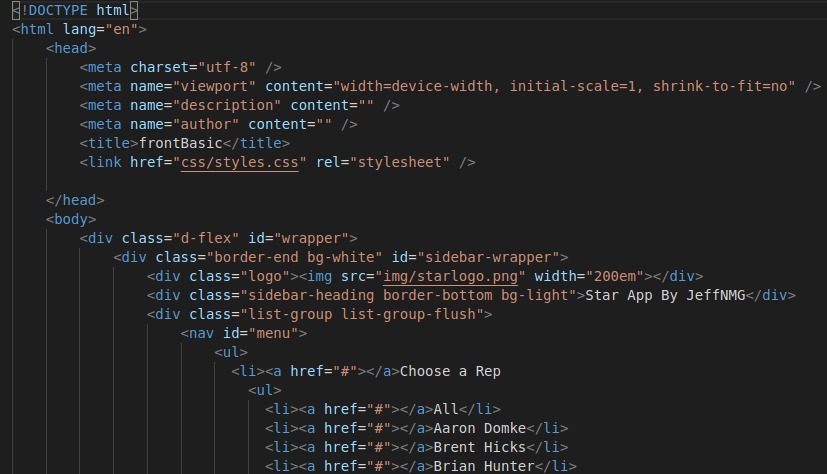 <!DOCTYPE html>
<html lang="en">
<head>
<meta charset="utf-8" />
<meta name="viewport" content="width=device-width, initial-scale=1, shrink-to-fit=no" />
<meta name="description" content="" />
<meta name="author" content="" />
<title>frontBasic</title>
<link href="css/styles.css" rel="stylesheet" />
</head>
<body>
<div class="d-flex" id="wrapper">
<div class="border-end bg-white" id="sidebar-wrapper">
<div class="logo"><img src="img/starlogo.png" width="200em"></div>
<div class="sidebar-heading border-bottom bg-light">Star App By JeffNMG</div>
<div class="list-group list-group-flush">
<nav id="menu">
<ul>
<li><a href="#"></a>Choose a Rep
<ul>
<li><a href="#"></a>All</li>
<li><a href="#"></a>Aaron Domke</li>
<li><a href="#"></a>Brent Hicks</li>
<li><a href="#"></a>Brian Hunter</li>